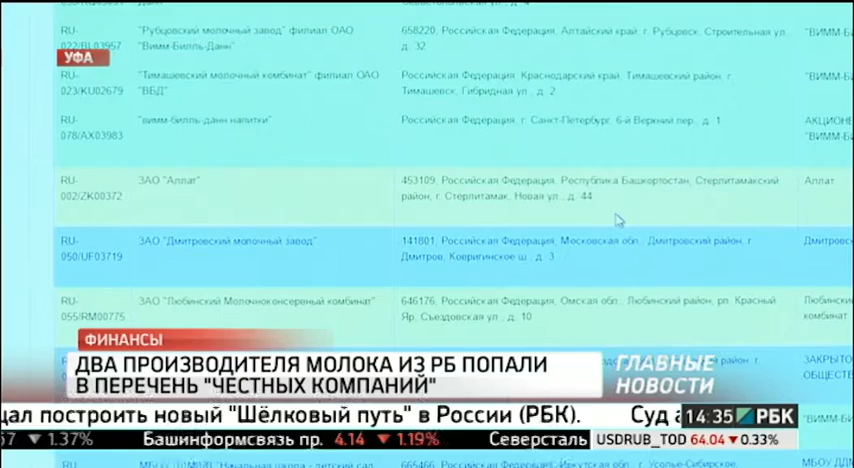 RU-
022/BL03957
"Рубцовский молочный завод" филиал ОАО
"Вимм-Билль-Данн"
658220, Российская Федерация, Алтайский край, г. Рубцовск, Строительная ул.
д. 32
"ВИММ-Б
УФА
RU-
023/KU02679
"Тимашевский молочный комбинат" филиал ОАО
"ВБД"
Российская Федерация, Краснодарский край, Тимашевский район, г.
Тимашевск, Гибридная ул., д. 2
"ВИММ-Б
RU-
078/AX03983
"вимм-билль-данн напитки"
Российская Федерация, г. Санкт-Петербург, 6-й Верхний пер., д. 1
АКЦИОНЕ
"ВИММ-Б
RU-
002/ZK00372
ЗАО "Аллат"
453109, Российская Федерация, Республика Башкортостан, Стерлитамакский
район, г. Стерлитамак, Новая ул., д. 44
Аллат
RU-
050/UF03719
ЗАО "Дмитровский молочный завод"
141801, Российская Федерация, Московская обл., Дмитровский район, г.
Дмитров, Ковригинское ш., д. 3
Дмитровск
RU-
055/RM00775
ЗАО "Любинский Молочноконсервный комбинат"
646176, Российская Федерация, Омская обл., Любинский район, рп. Красный
Яр, Съездовская ул., д. 10
Любински
комбинат
ФИНАНСЫ
ДВА ПРОИЗВОДИТЕЛЯ МОЛОКА ИЗ РБ ПОПАЛИ
В ПЕРЕЧЕНЬ "ЧЕСТНЫХ КОМПАНИЙ"
ГЛАВНЫЕ
НОВОСТИ
ЗАКРЫТО
ОБЩЕСТВ
щал построить новый "Шёлковый путь" в России (РБК). Суд а
14:35 РБК
57 ▼ 1.37% Башинформсвязь пр. 4.14 ▼ 1.19% Северсталь
USDRUB_TOD 64.04 ▼ 0.33%